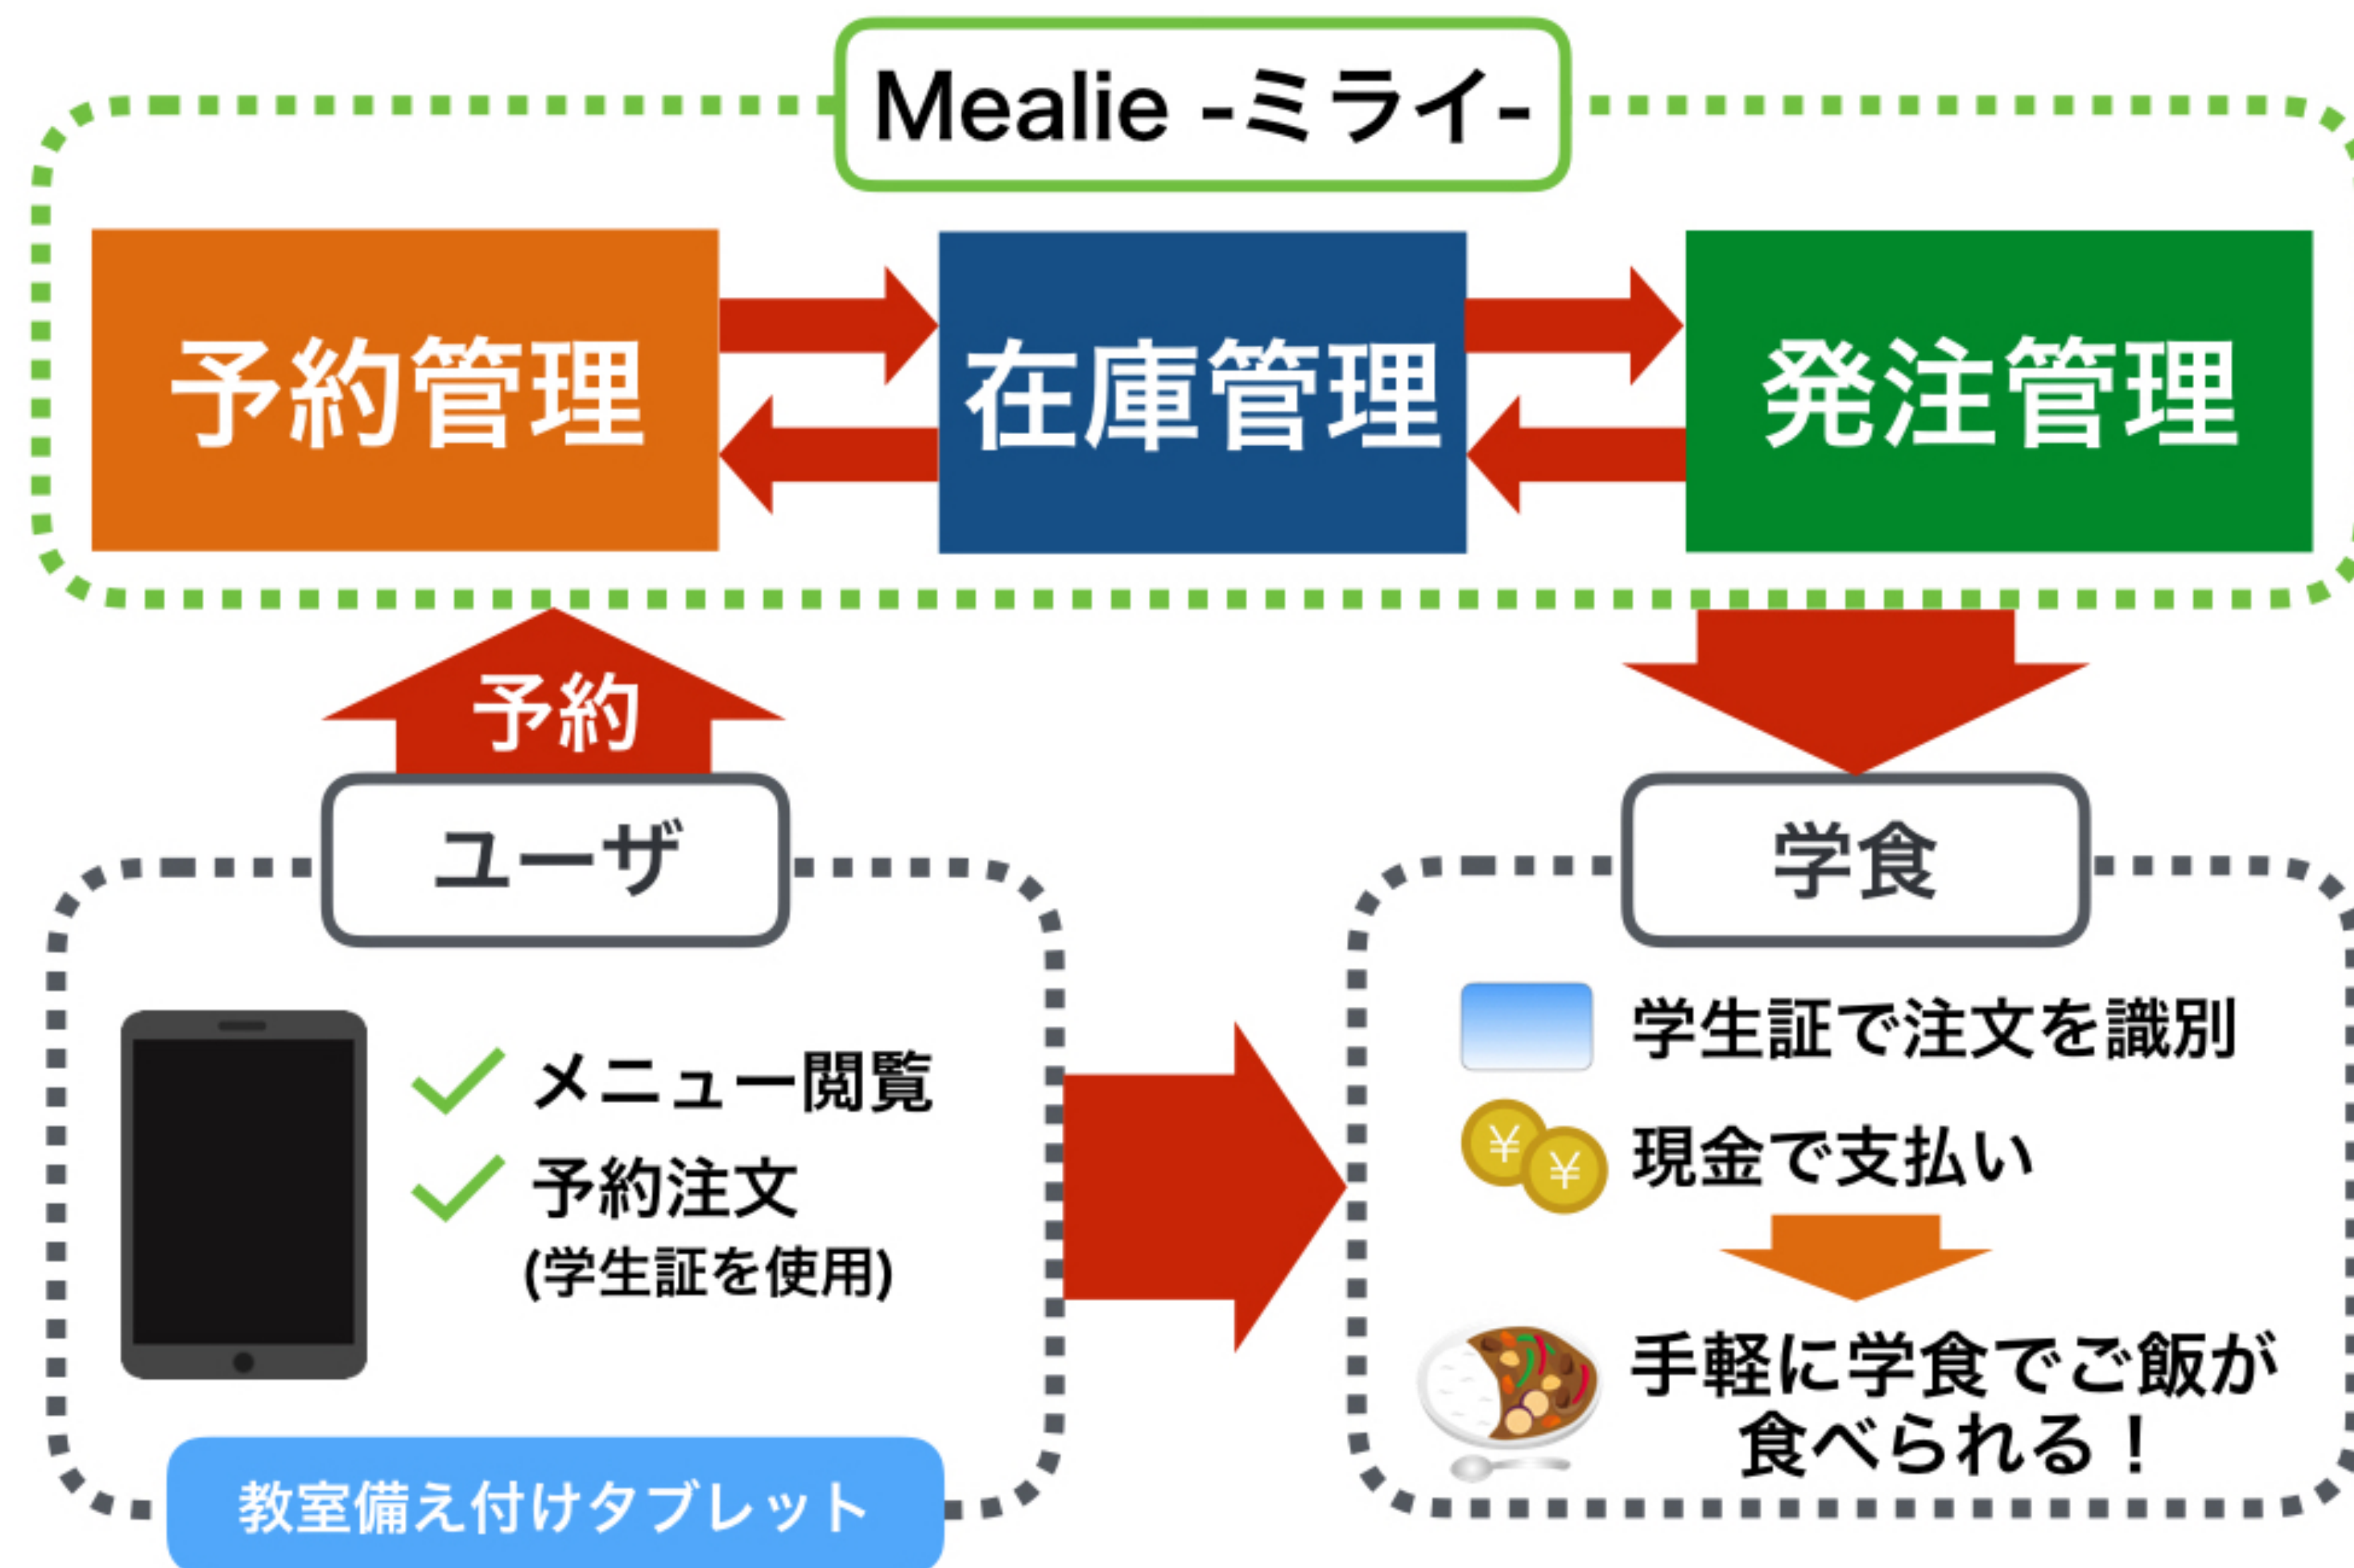 Mealie -ミライ-
予約管理
在庫管理
発注管理
予約
ユーザ
メニュー閲覧
予約注文
(学生証を使用)
教室備え付けタブレット
学食
学生証で注文を識別
¥
¥
現金で支払い
手軽に学食でご飯が
食べられる！